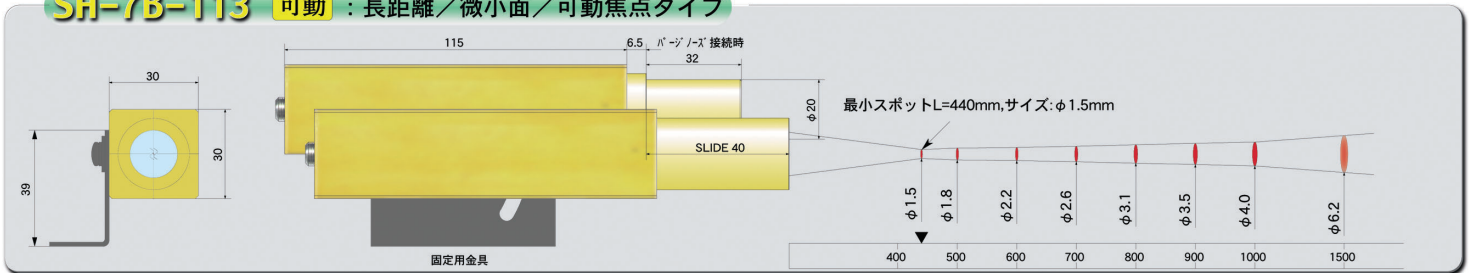 SH-7B-113 可動 : 長距離/微小面/可動焦点タイプ
115
6.5
パージノーズ接続時
32
30
30
39
φ20
SLIDE 40
固定用金具
最小スポットL=440mm,サイズ:φ1.5mm
φ1.5
φ1.8
φ2.2
φ2.6
φ3.1
φ3.5
φ4.0
φ6.2
400 500 600 700 800 900 1000 1500